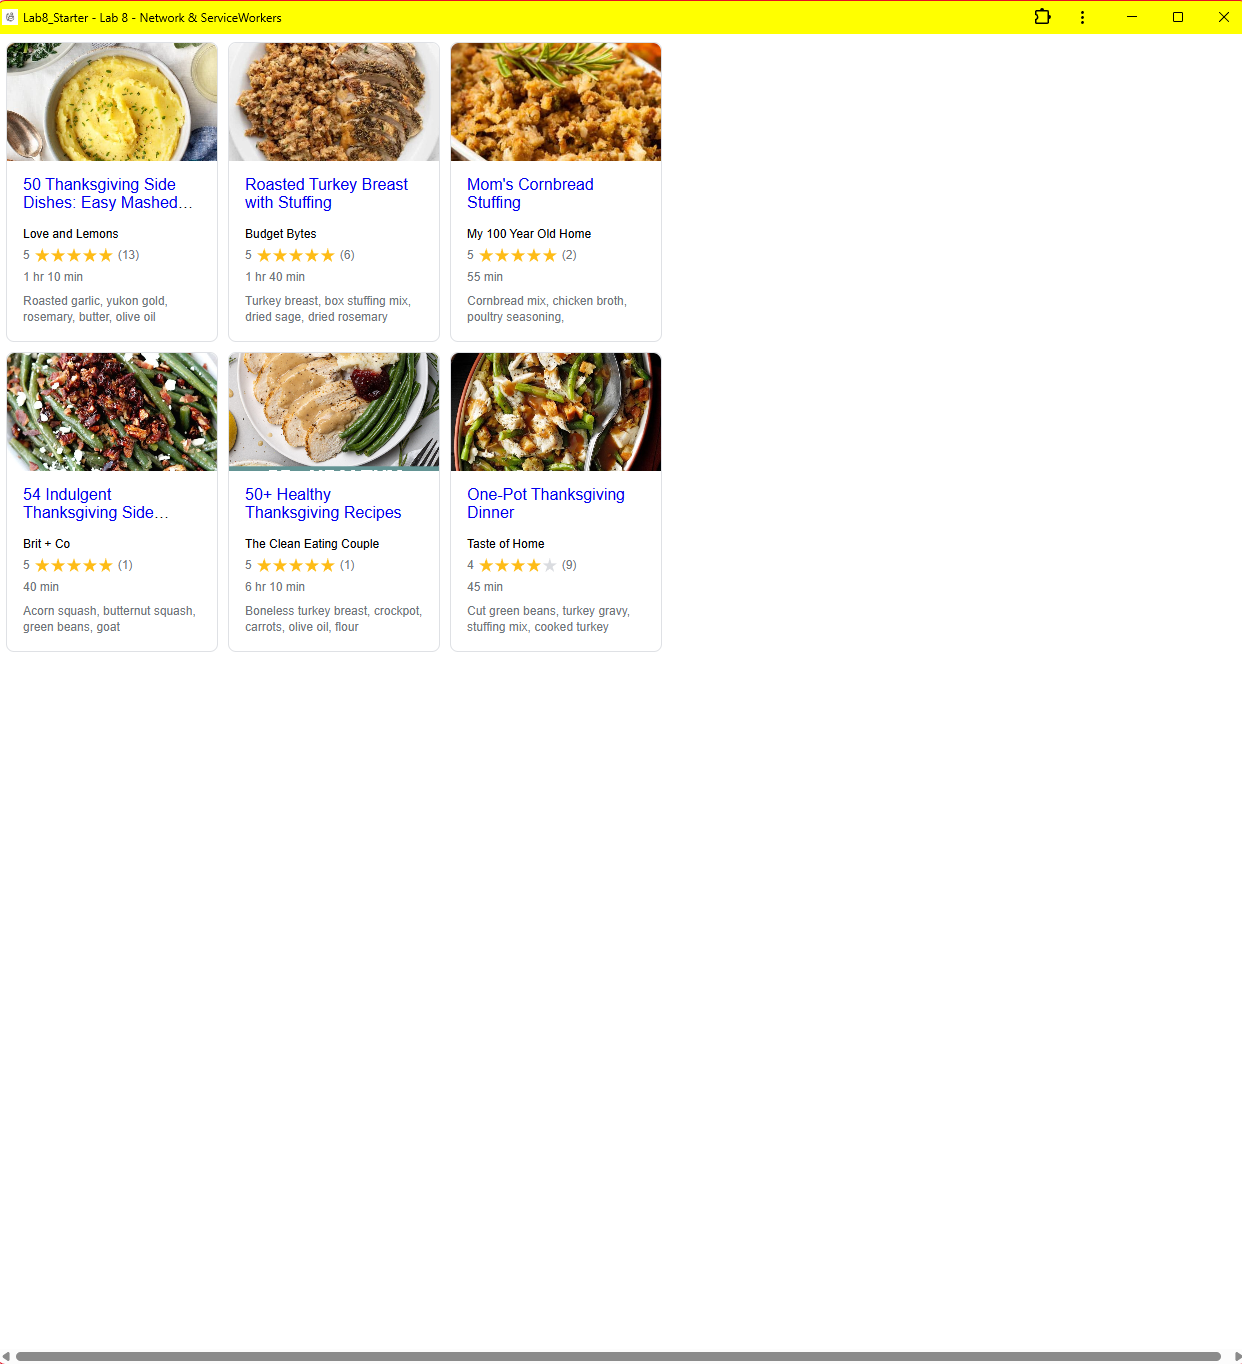 Lab8_Starter - Lab 8 - Network & ServiceWorkers
50 Thanksgiving Side
Dishes: Easy Mashed...
Love and Lemons
5 ★★★★★ (13)
1 hr 10 min
Roasted garlic, yukon gold,
rosemary, butter, olive oil
Roasted Turkey Breast
with Stuffing
Budget Bytes
5 ★★★★★ (6)
1 hr 40 min
Turkey breast, box stuffing mix,
dried sage, dried rosemary
Mom's Cornbread
Stuffing
My 100 Year Old Home
5 ★★★★★ (2)
55 min
Cornbread mix, chicken broth,
poultry seasoning,
54 Indulgent
Thanksgiving Side...
Brit + Co
5 ★★★★★ (1)
40 min
Acorn squash, butternut squash,
green beans, goat
50+ Healthy
Thanksgiving Recipes
The Clean Eating Couple
5 ★★★★★ (1)
6 hr 10 min
Boneless turkey breast, crockpot,
carrots, olive oil, flour
One-Pot Thanksgiving
Dinner
Taste of Home
4 ★★★★★ (9)
45 min
Cut green beans, turkey gravy,
stuffing mix, cooked turkey